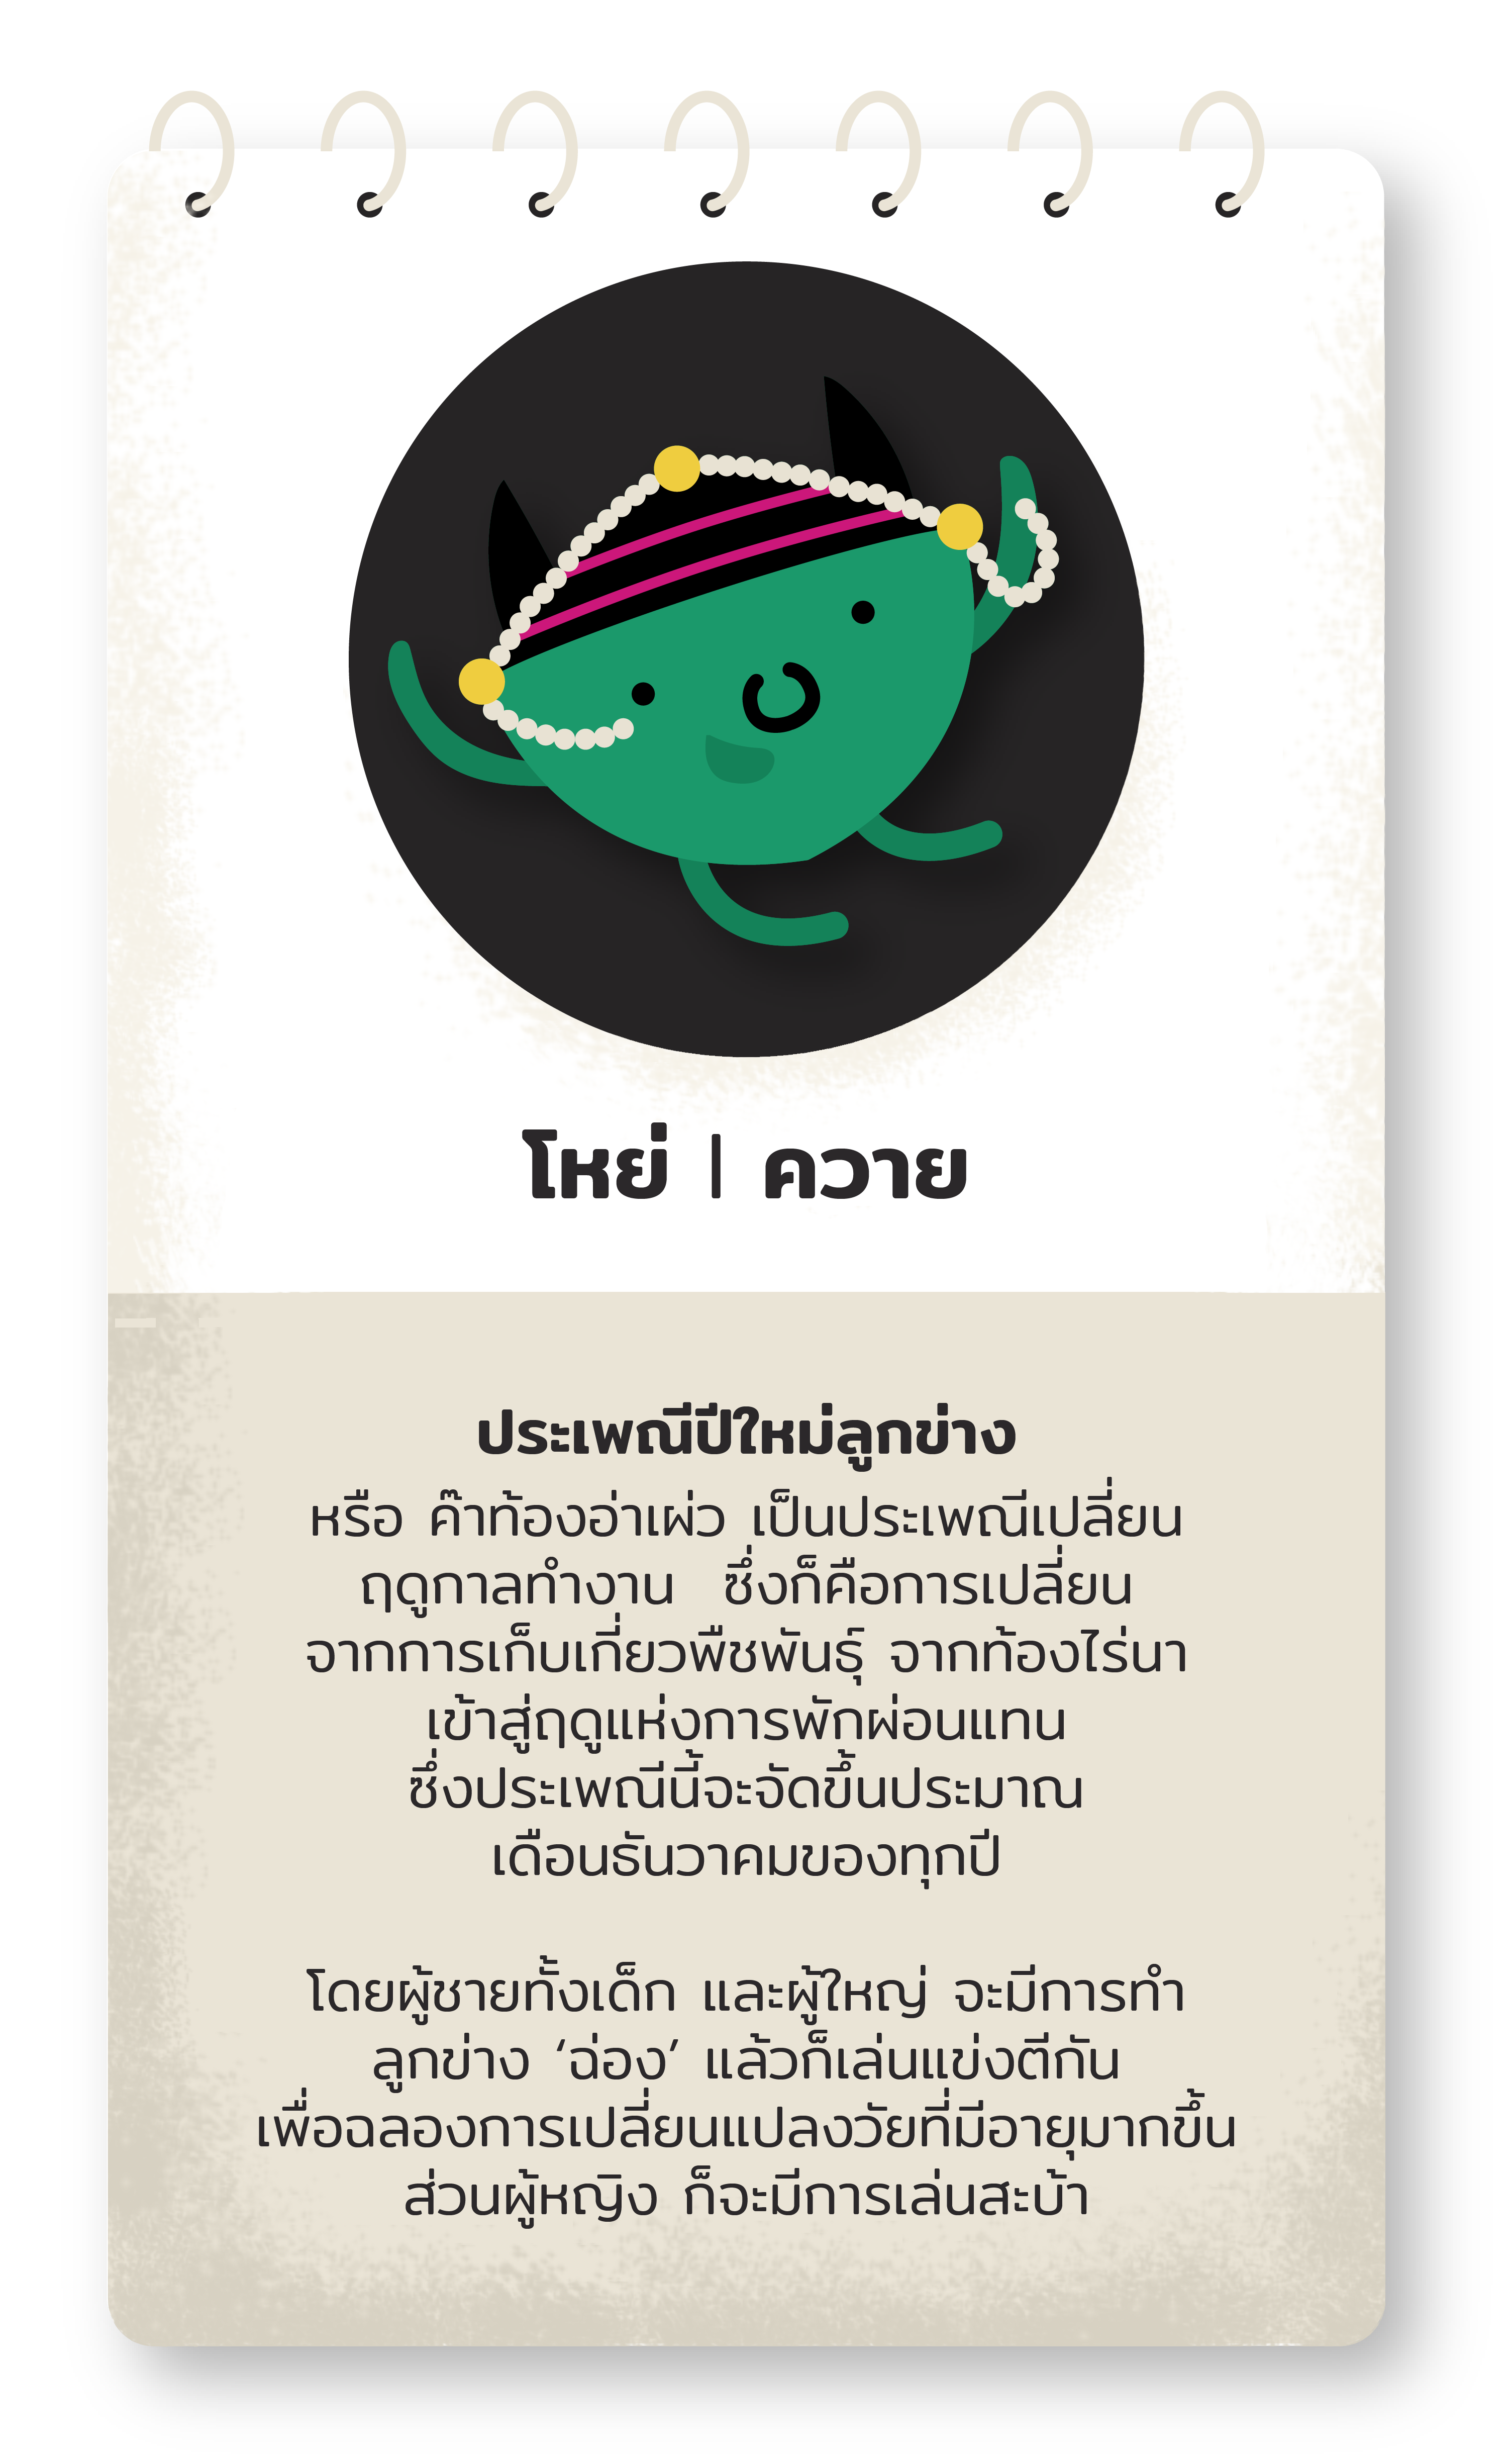 โหย่ | ควาย
ประเพณีปีใหม่ลูกข่าง
หรือ ค๊าท้องอ่าเผ่ว เป็นประเพณีเปลี่ยน
ฤดูกาลทำงาน ซึ่งก็คือการเปลี่ยน
จากการเก็บเกี่ยวพืชพันธุ์ จากท้องไร่นา
เข้าสู่ฤดูแห่งการพักผ่อนแทน
ซึ่งประเพณีนี้จะจัดขึ้นประมาณ
เดือนธันวาคมของทุกปี
โดยผู้ชายทั้งเด็ก และผู้ใหญ่ จะมีการทำ
ลูกข่าง ‘ฉ่อง’ แล้วก็เล่นแข่งตีกัน
เพื่อฉลองการเปลี่ยนแปลงวัยที่มีอายุมากขึ้น
ส่วนผู้หญิง ก็จะมีการเล่นสะบ้า